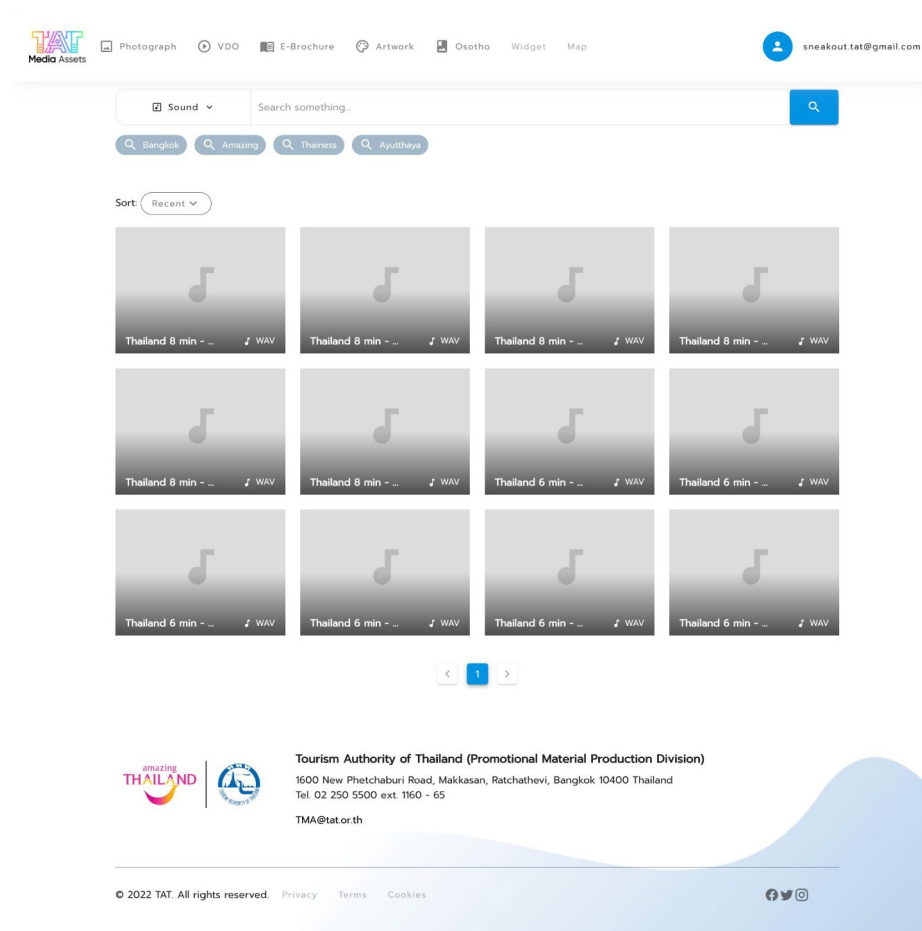 TAT
Media Assets
Photograph VDO E-Brochure Artwork Osotho Widget Map
sneakout.tat@gmail.com
Sound Search something...
Bangkok Amazing Thainess Ayutthaya
Sort: Recent
Thailand 8 min - ... WAV Thailand 8 min - ... WAV Thailand 8 min - ... WAV Thailand 8 min - ... WAV
Thailand 8 min - ... WAV Thailand 8 min - ... WAV Thailand 6 min - ... WAV Thailand 6 min - ... WAV
Thailand 6 min - ... WAV Thailand 6 min - ... WAV Thailand 6 min - ... WAV Thailand 6 min - ... WAV
1
amazing
THAILAND
Tourism Authority of Thailand (Promotional Material Production Division)
1600 New Phetchaburi Road, Makkasan, Ratchathevi, Bangkok 10400 Thailand
Tel. 02 250 5500 ext. 1160 - 65
TMA@tat.or.th
© 2022 TAT. All rights reserved. Privacy Terms Cookies